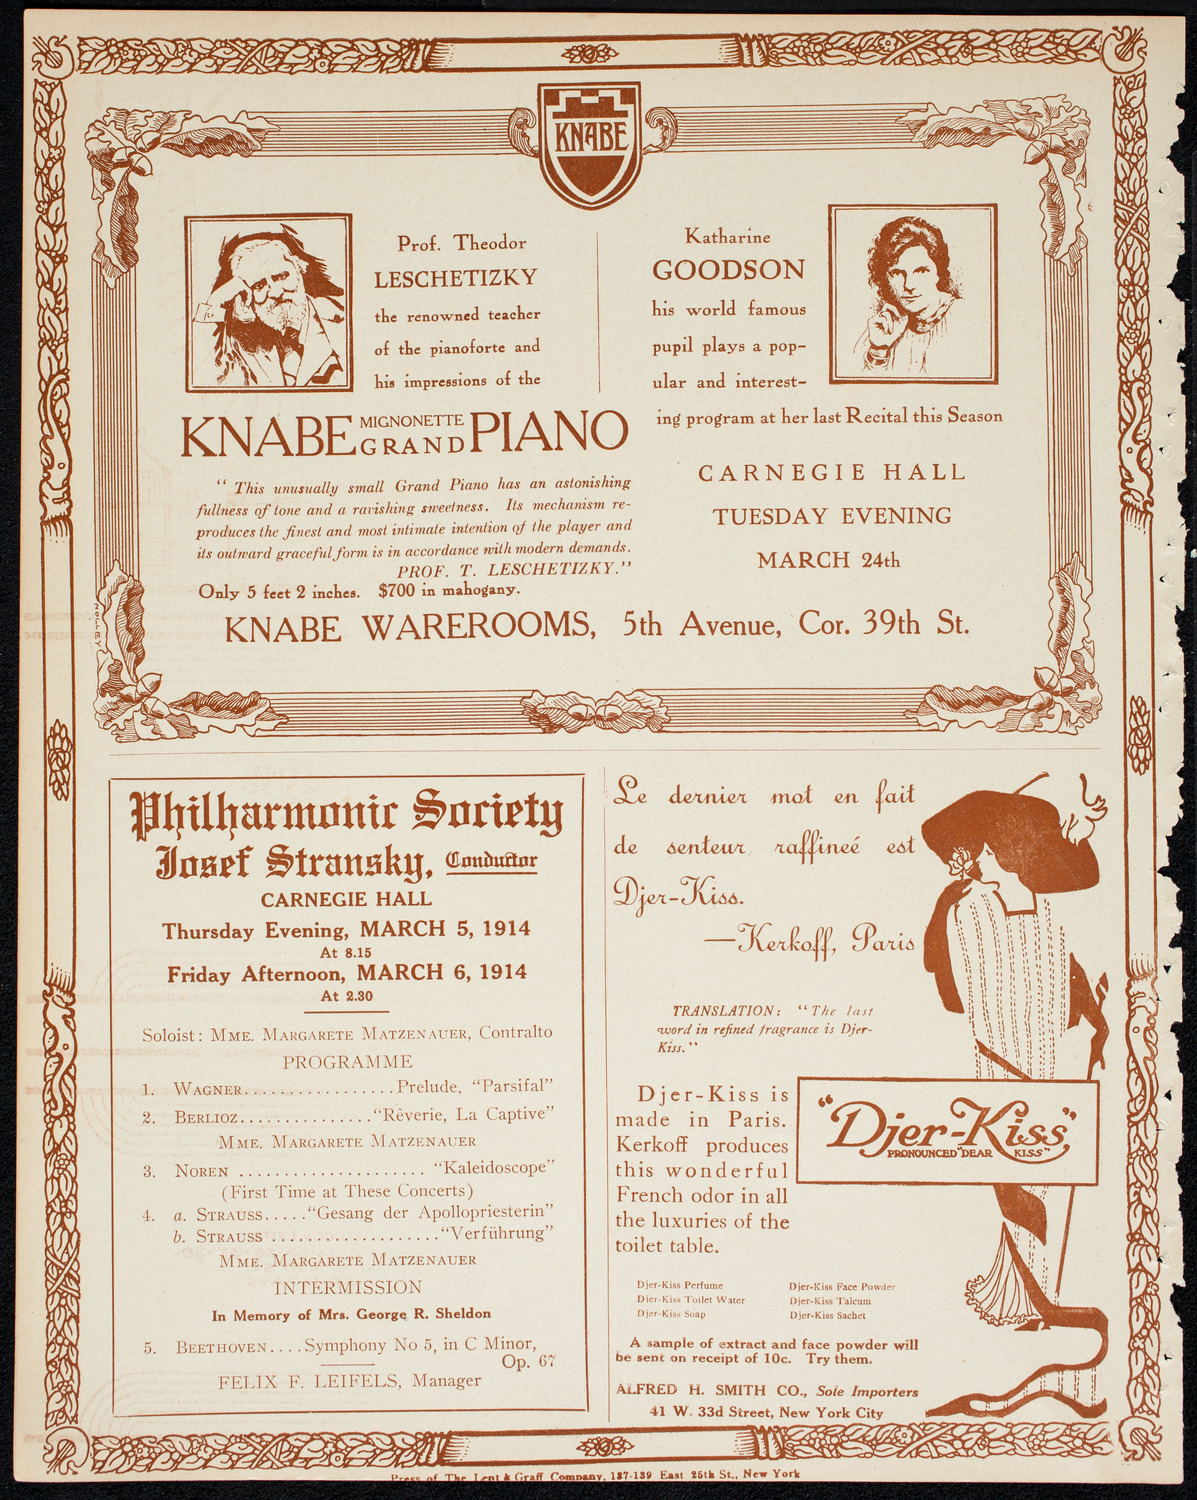 KNABE
Prof. Theodor
LESCHETIZKY
the renowned teacher
of the pianoforte and
his impressions of the
KNABE MIGNONETTE GRAND PIANO
“ This unusually small Grand Piano has an astonishing
fullness of tone and a ravishing sweetness. Its mechanism re-
produces the finest and most intimate intention of the player and
its outward graceful form is in accordance with modern demands.
PROF. T. LESCHETIZKY.”
Only 5 feet 2 inches. $700 in mahogany.
Katharine
GOODSON
his world famous
pupil plays a pop-
ular and interest-
ing program at her last Recital this Season
CARNEGIE HALL
TUESDAY EVENING
MARCH 24th
KNABE WAREROOMS, 5th Avenue, Cor. 39th St.
NOLLEY
Philharmonic Society
Josef Stransky, Conductor
CARNEGIE HALL
Thursday Evening, MARCH 5, 1914
At 8.15
Friday Afternoon, MARCH 6, 1914
At 2.30
Soloist: MME. MARGARETE MATZENAUER, Contralto
PROGRAMME
1. WAGNER.................Prelude, “Parsifal”
2. BERLIOZ...............“Rêverie, La Captive”
MME. MARGARETE MATZENAUER
3. NOREN ..................... “Kaleidoscope”
(First Time at These Concerts)
4. a. STRAUSS.....“Gesang der Apollopriesterin”
b. STRAUSS ...................“Verführung”
MME. MARGARETE MATZENAUER
INTERMISSION
In Memory of Mrs. George R. Sheldon
5. BEETHOVEN....Symphony No 5, in C Minor,
Op. 67
FELIX F. LEIFELS, Manager
Le dernier mot en fait
de senteur raffineé est
Djer-Kiss.
—Kerkoff, Paris
TRANSLATION: “The last
word in refined fragrance is Djer-
Kiss.”
Djer-Kiss is
made in Paris.
Kerkoff produces
this wonderful
French odor in all
the luxuries of the
toilet table.
“Djer-Kiss”
PRONOUNCED “DEAR KISS”
Djer-Kiss Perfume Djer-Kiss Face Powder
Djer-Kiss Toilet Water Djer-Kiss Talcum
Djer-Kiss Soap Djer-Kiss Sachet
A sample of extract and face powder will
be sent on receipt of 10c. Try them.
ALFRED H. SMITH CO., Sole Importers
41 W. 33d Street, New York City
Press of The Lent & Graff Company, 137-139 East 25th St., New York